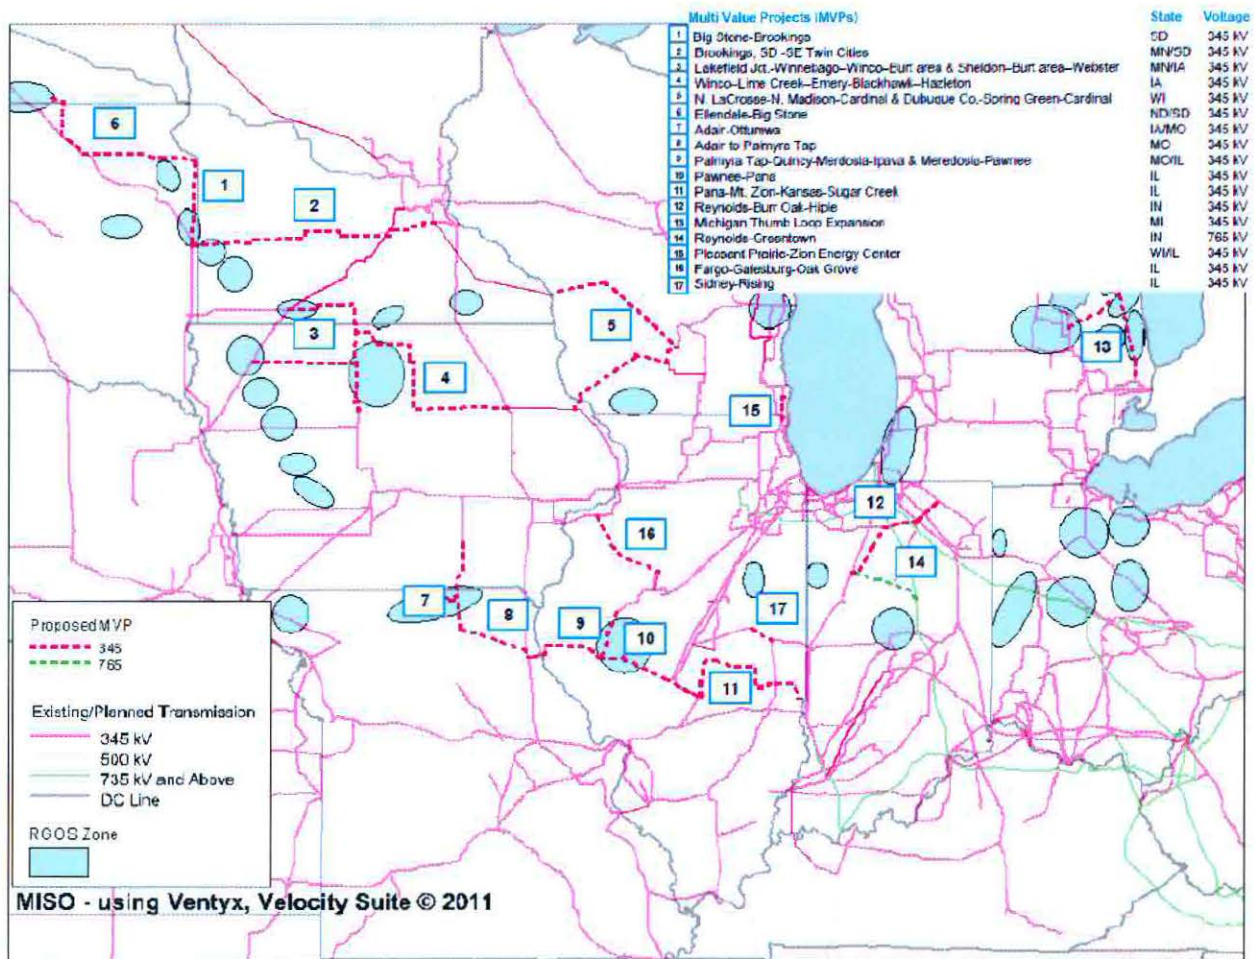 Multi Value Projects (MVPs) State Voltage
1 Big Stone-Brookings SD 345 kV
2 Brookings, SD -SE Twin Cities MN/SD 345 kV
3 Lakefield Jct.-Winnebago-Winco-Burt area & Sheldon-Burt area-Webster MN/IA 345 kV
4 Winco-Lime Creek-Emery-Blackhawk-Hazleton IA 345 kV
5 N. LaCrosse-N. Madison-Cardinal & Dubuque Co.-Spring Green-Cardinal WI 345 kV
6 Ellendale-Big Stone ND/SD 345 kV
7 Adair-Ottumwa IA/MO 345 kV
8 Adair to Palmyra Tap MO 345 kV
9 Palmyra Tap-Quincy-Merdosia-Ipava & Meredosia-Pawnee MO/IL 345 kV
10 Pawnee-Pana IL 345 kV
11 Pana-Mt. Zion-Kansas-Sugar Creek IL 345 kV
12 Reynolds-Burr Oak-Hiple IN 345 kV
13 Michigan Thumb Loop Expansion MI 345 kV
14 Reynolds-Greentown IN 765 kV
15 Pleasant Prairie-Zion Energy Center WI/IL 345 kV
16 Fargo-Galesburg-Oak Grove IL 345 kV
17 Sidney-Rising IL 345 kV
6
1
2
3
4
5
13
15
12
16
14
7
8
9
10
17
11
Proposed MVP
345
765
Existing/Planned Transmission
345 kV
500 kV
735 kV and Above
DC Line
RGOS Zone
MISO - using Ventyx, Velocity Suite © 2011